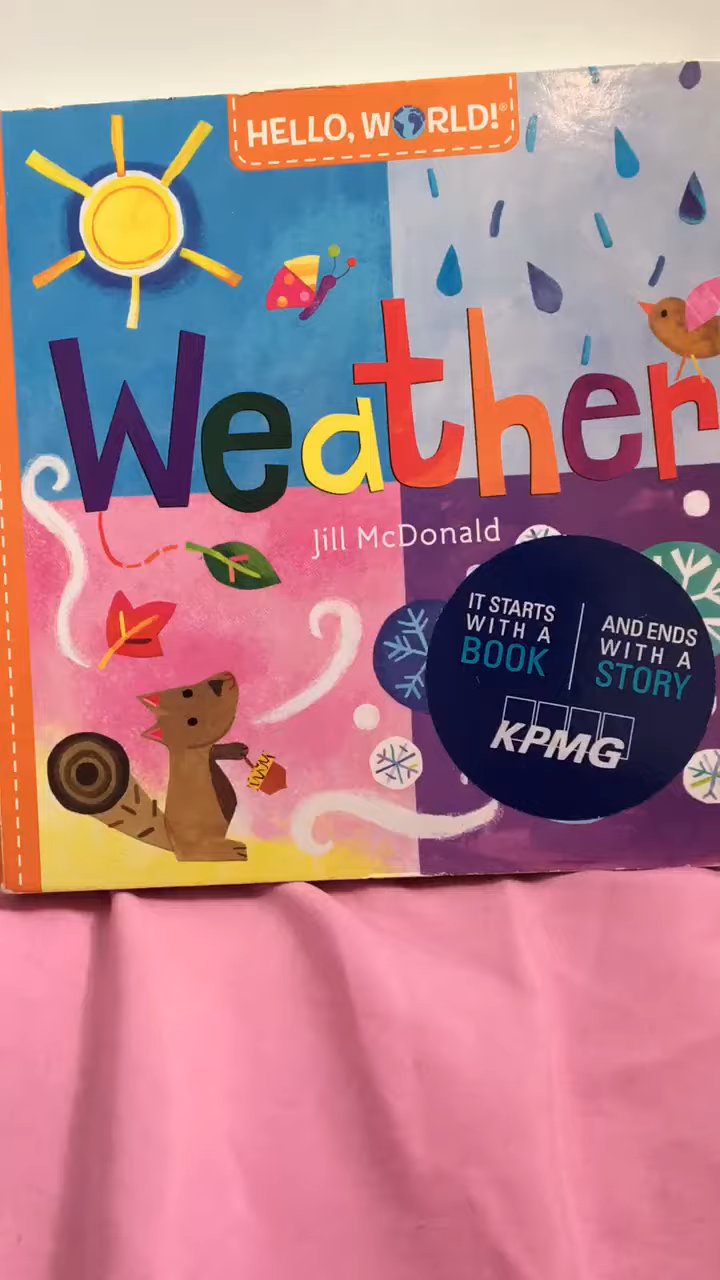 HELLO, WORLD!®
Weather
Jill McDonald
IT STARTS
WITH A
BOOK
AND ENDS
WITH A
STORY
KPMG